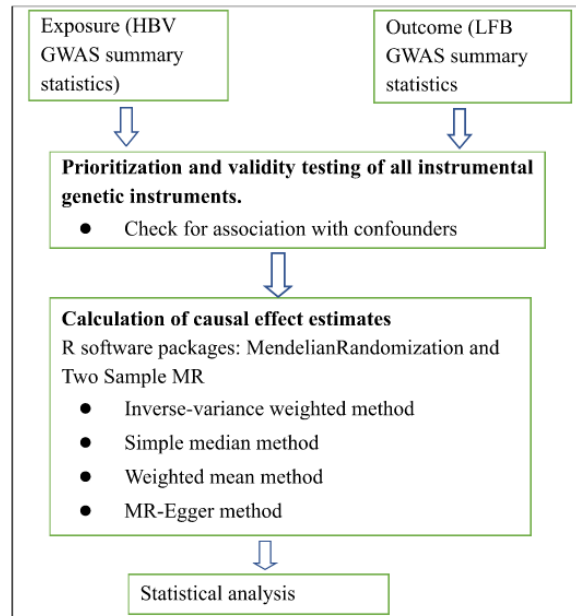 Exposure (HBV
GWAS summary
statistics)
Outcome (LFB
GWAS summary
statistics
Prioritization and validity testing of all instrumental
genetic instruments.
● Check for association with confounders
Calculation of causal effect estimates
R software packages: MendelianRandomization and
Two Sample MR
● Inverse-variance weighted method
● Simple median method
● Weighted mean method
● MR-Egger method
Statistical analysis